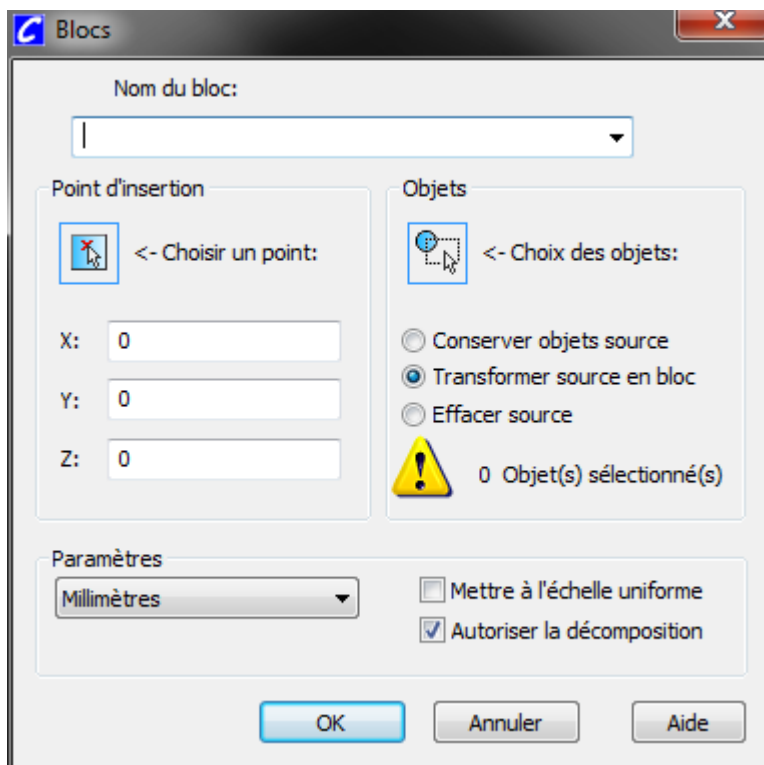 Blocs
Nom du bloc:
Point d'insertion
<- Choisir un point:
X: 0
Y: 0
Z: 0
Objets
<- Choix des objets:
Conserver objets source
Transformer source en bloc
Effacer source
0 Objet(s) sélectionné(s)
Paramètres
Millimètres
Mettre à l'échelle uniforme
Autoriser la décomposition
OK Annuler Aide